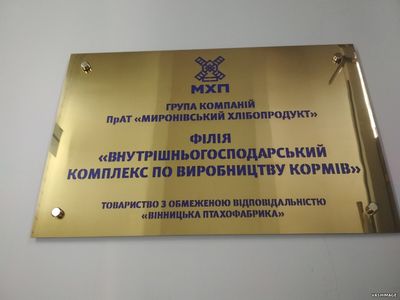 МХП
ГРУПА КОМПАНІЙ
ПрАТ «МИРОНІВСЬКИЙ ХЛІБОПРОДУКТ»
ФІЛІЯ
«ВНУТРІШНЬОГОСПОДАРСЬКИЙ
КОМПЛЕКС ПО ВИРОБНИЦТВУ КОРМІВ»
ТОВАРИСТВО З ОБМЕЖЕНОЮ ВІДПОВІДАЛЬНІСТЮ
«ВІННИЦЬКА ПТАХОФАБРИКА»